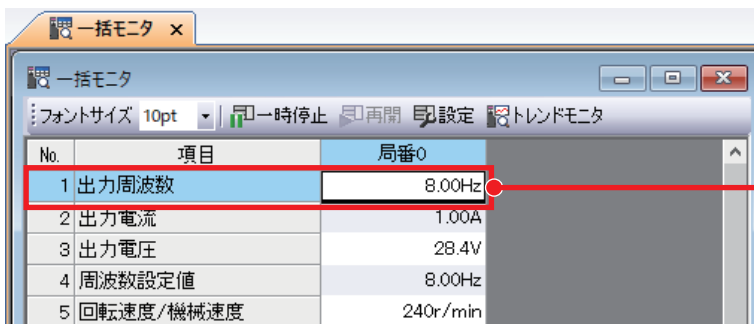 一括モニタ ×
一括モニタ
フォントサイズ 10pt 一時停止 再開 設定 トレンドモニタ
No. 項目 局番0
1 出力周波数 8.00Hz
2 出力電流 1.00A
3 出力電圧 28.4V
4 周波数設定値 8.00Hz
5 回転速度/機械速度 240r/min